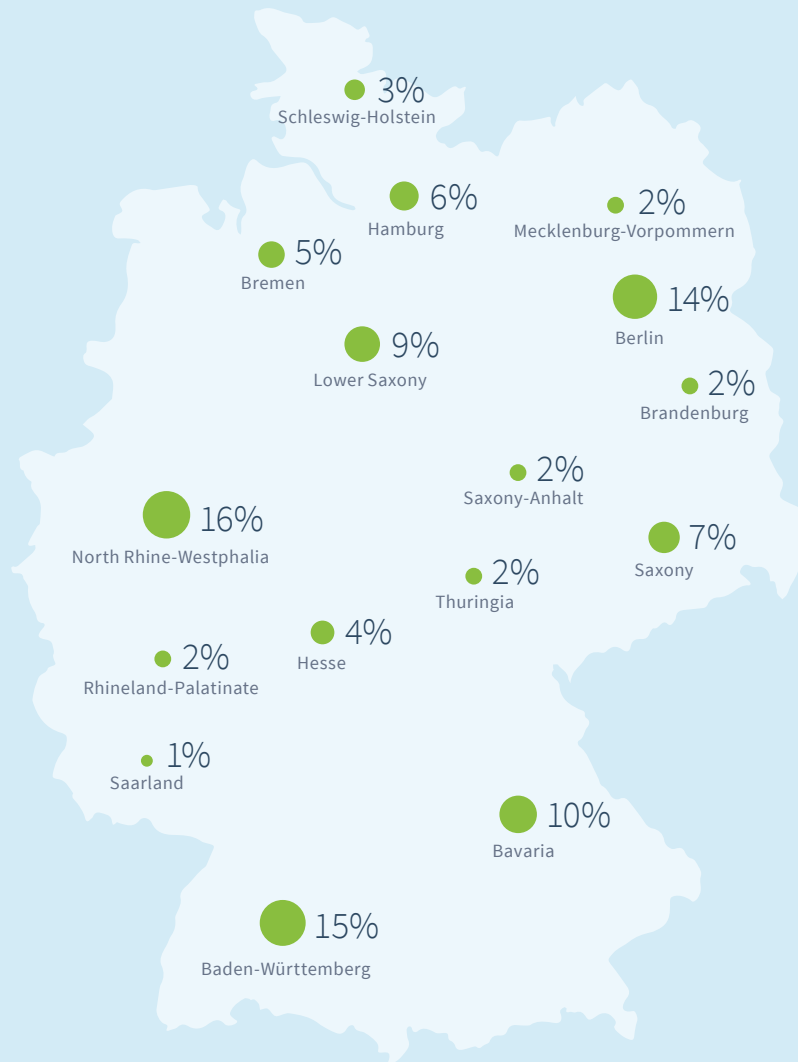 3%
Schleswig-Holstein
6%
Hamburg
2%
Mecklenburg-Vorpommern
5%
Bremen
14%
Berlin
9%
Lower Saxony
2%
Brandenburg
2%
Saxony-Anhalt
16%
North Rhine-Westphalia
7%
Saxony
2%
Thuringia
4%
Hesse
2%
Rhineland-Palatinate
1%
Saarland
10%
Bavaria
15%
Baden-Württemberg